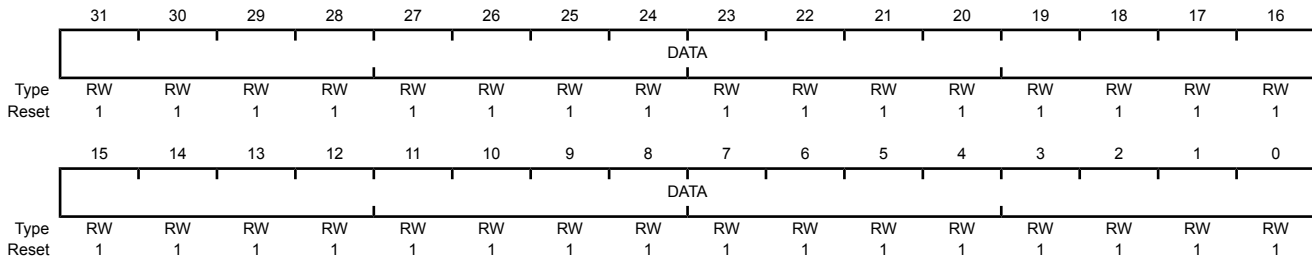 31 30 29 28 27 26 25 24 23 22 21 20 19 18 17 16
DATA
Type RW RW RW RW RW RW RW RW RW RW RW RW RW RW RW RW
Reset 1 1 1 1 1 1 1 1 1 1 1 1 1 1 1 1
15 14 13 12 11 10 9 8 7 6 5 4 3 2 1 0
DATA
Type RW RW RW RW RW RW RW RW RW RW RW RW RW RW RW RW
Reset 1 1 1 1 1 1 1 1 1 1 1 1 1 1 1 1